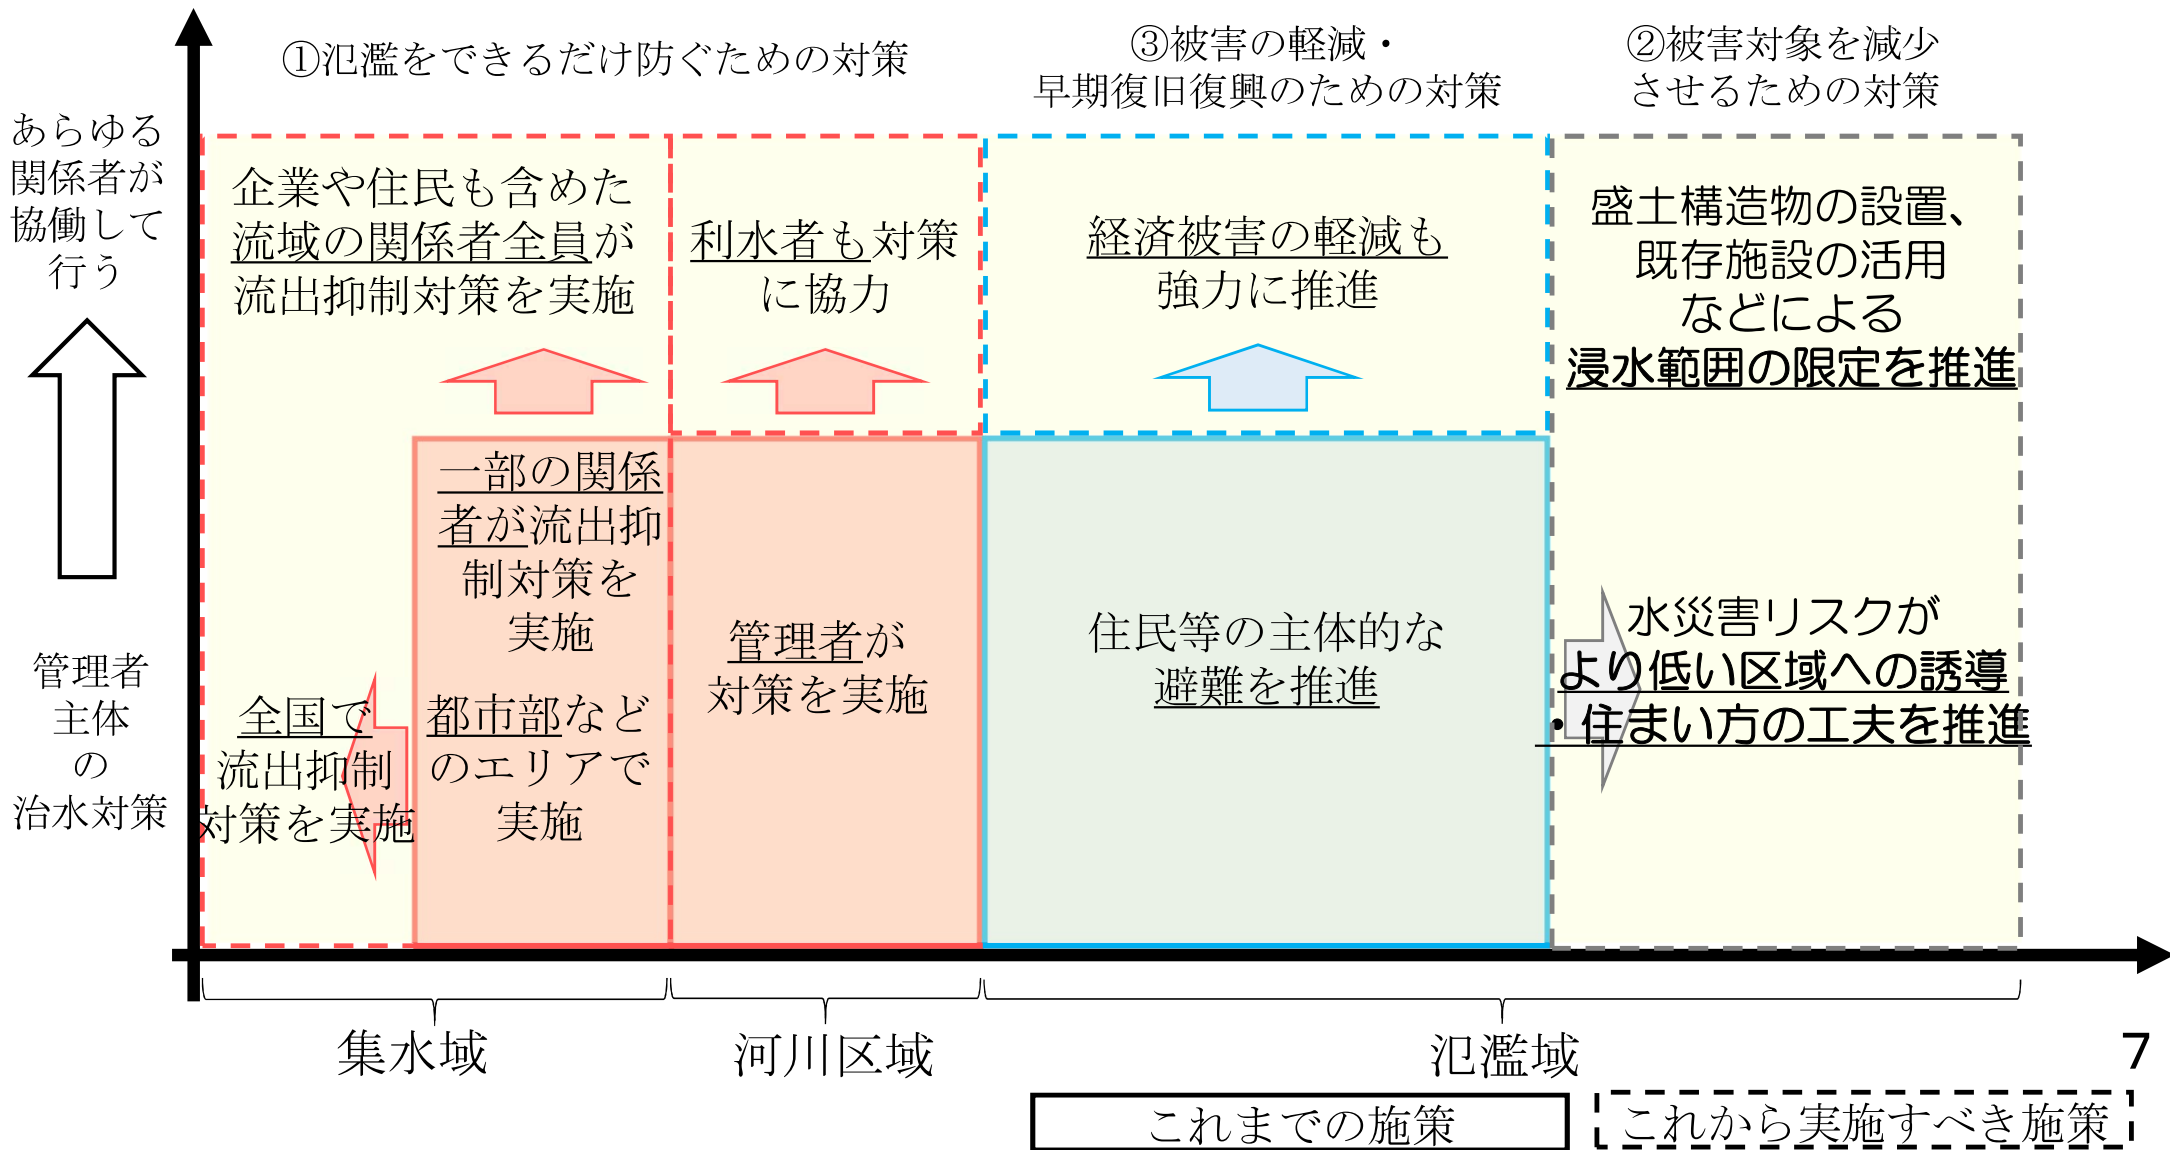 ①氾濫をできるだけ防ぐための対策
③被害の軽減・
早期復旧復興のための対策
②被害対象を減少
させるための対策
あらゆる
関係者が
協働して
行う
管理者
主体
の
治水対策
企業や住民も含めた
流域の関係者全員が
流出抑制対策を実施
利水者も対策
に協力
経済被害の軽減も
強力に推進
盛土構造物の設置、
既存施設の活用
などによる
浸水範囲の限定を推進
一部の関係
者が流出抑
制対策を
実施
都市部など
のエリアで
実施
全国で
流出抑制
対策を実施
管理者が
対策を実施
住民等の主体的な
避難を推進
水災害リスクが
より低い区域への誘導
・住まい方の工夫を推進
集水域
河川区域
氾濫域
7
これまでの施策
これから実施すべき施策